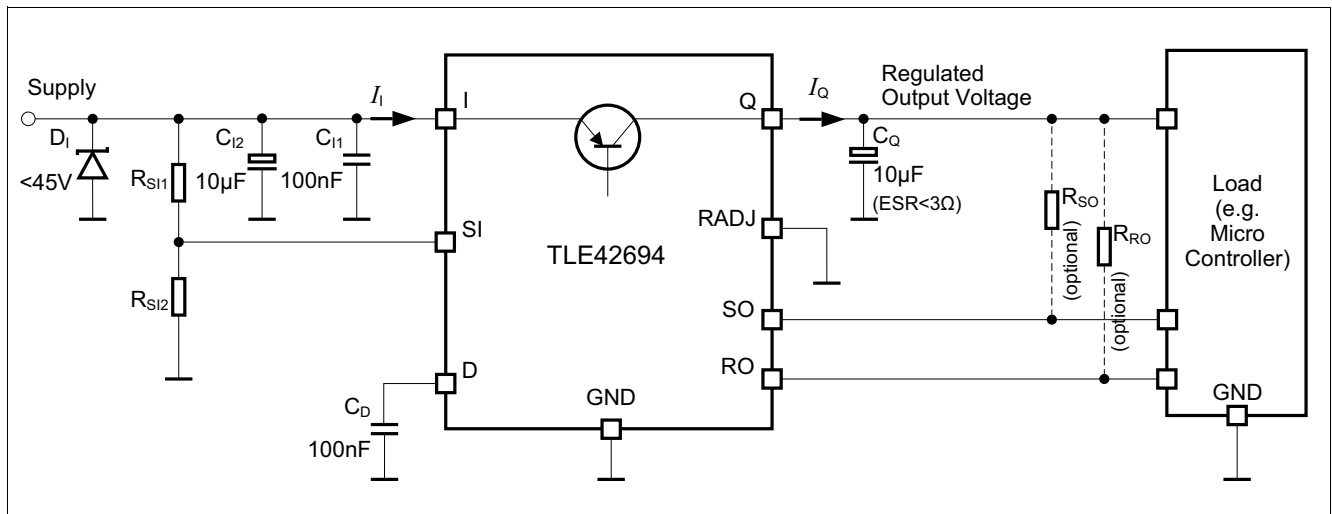 Supply
D_I
<45V
R_SI1
R_SI2
C_I2
10µF
C_I1
100nF
I_I
I
SI
D
C_D
100nF
TLE42694
GND
Q
RADJ
SO
RO
I_Q
Regulated
Output Voltage
C_Q
10µF
(ESR<3Ω)
R_SO
(optional)
R_RO
(optional)
Load
(e.g.
Micro
Controller)
GND